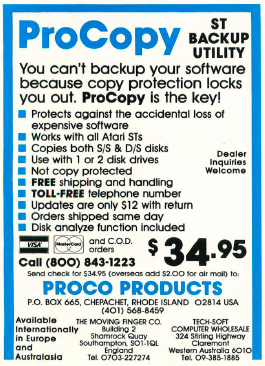 ProCopy
ST
BACKUP
UTILITY
You can't backup your software
because copy protection locks
you out. ProCopy is the key!
Protects against the accidental loss of
expensive software
Works with all Atari STs
Copies both S/S & D/S disks
Use with 1 or 2 disk drives
Not copy protected
FREE shipping and handling
TOLL-FREE telephone number
Updates are only $12 with return
Orders shipped same day
Disk analyze function included
Dealer
Inquiries
Welcome
VISA MasterCard and C.O.D.
orders
$34.95
Call (800) 843-1223
Send check for $34.95 (overseas add $2.00 for air mail) to:
PROCO PRODUCTS
P.O. BOX 665, CHEPACHET, RHODE ISLAND 02814 USA
(401) 568-8459
Available
Internationally
in Europe
and
Australasia
THE MOVING FINGER CO.
Building 2
Shamrock Quay
Southampton, SO1-1QL
England
Tel. 0703-227274
TECH-SOFT
COMPUTER WHOLESALE
324 Stirling Highway
Claremont
Western Australia 6010
Tel. 09-385-1885